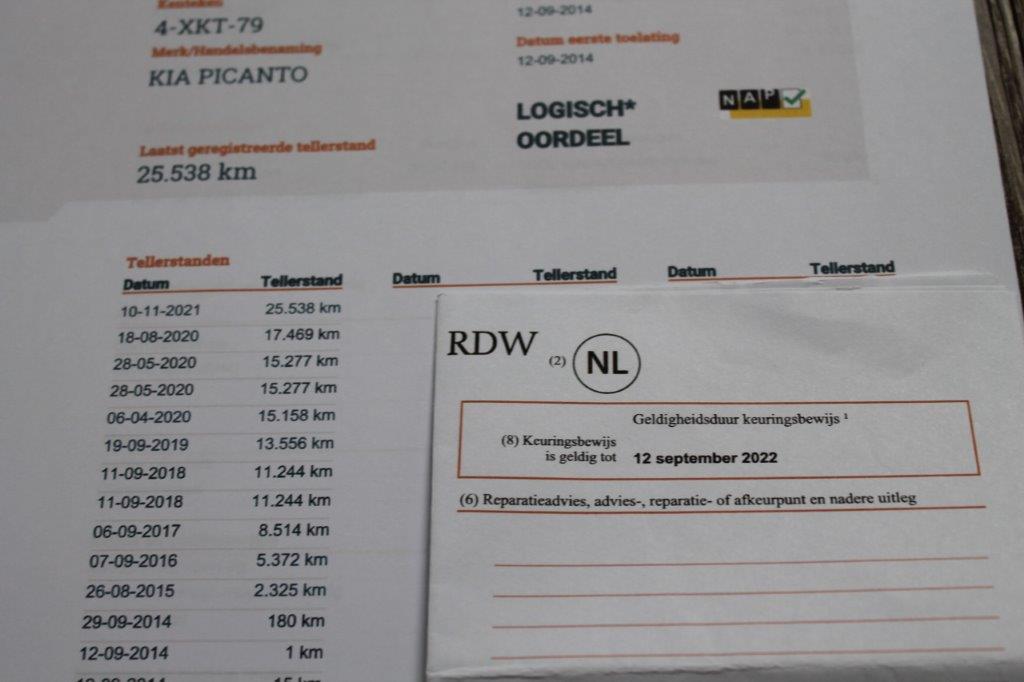 Kenteken
4-XKT-79
Merk/Handelsbenaming
KIA PICANTO
Laatst geregistreerde tellerstand
25.538 km
12-09-2014
Datum eerste toelating
12-09-2014
LOGISCH*
OORDEEL
NAP
Tellerstanden
Datum Tellerstand Datum Tellerstand Datum Tellerstand
10-11-2021 25.538 km
18-08-2020 17.469 km
28-05-2020 15.277 km
28-05-2020 15.277 km
06-04-2020 15.158 km
19-09-2019 13.556 km
11-09-2018 11.244 km
11-09-2018 11.244 km
06-09-2017 8.514 km
07-09-2016 5.372 km
26-08-2015 2.325 km
29-09-2014 180 km
12-09-2014 1 km
RDW (2) NL
Geldigheidsduur keuringsbewijs ¹
(8) Keuringsbewijs
is geldig tot 12 september 2022
(6) Reparatieadvies, advies-, reparatie- of afkeurpunt en nadere uitleg